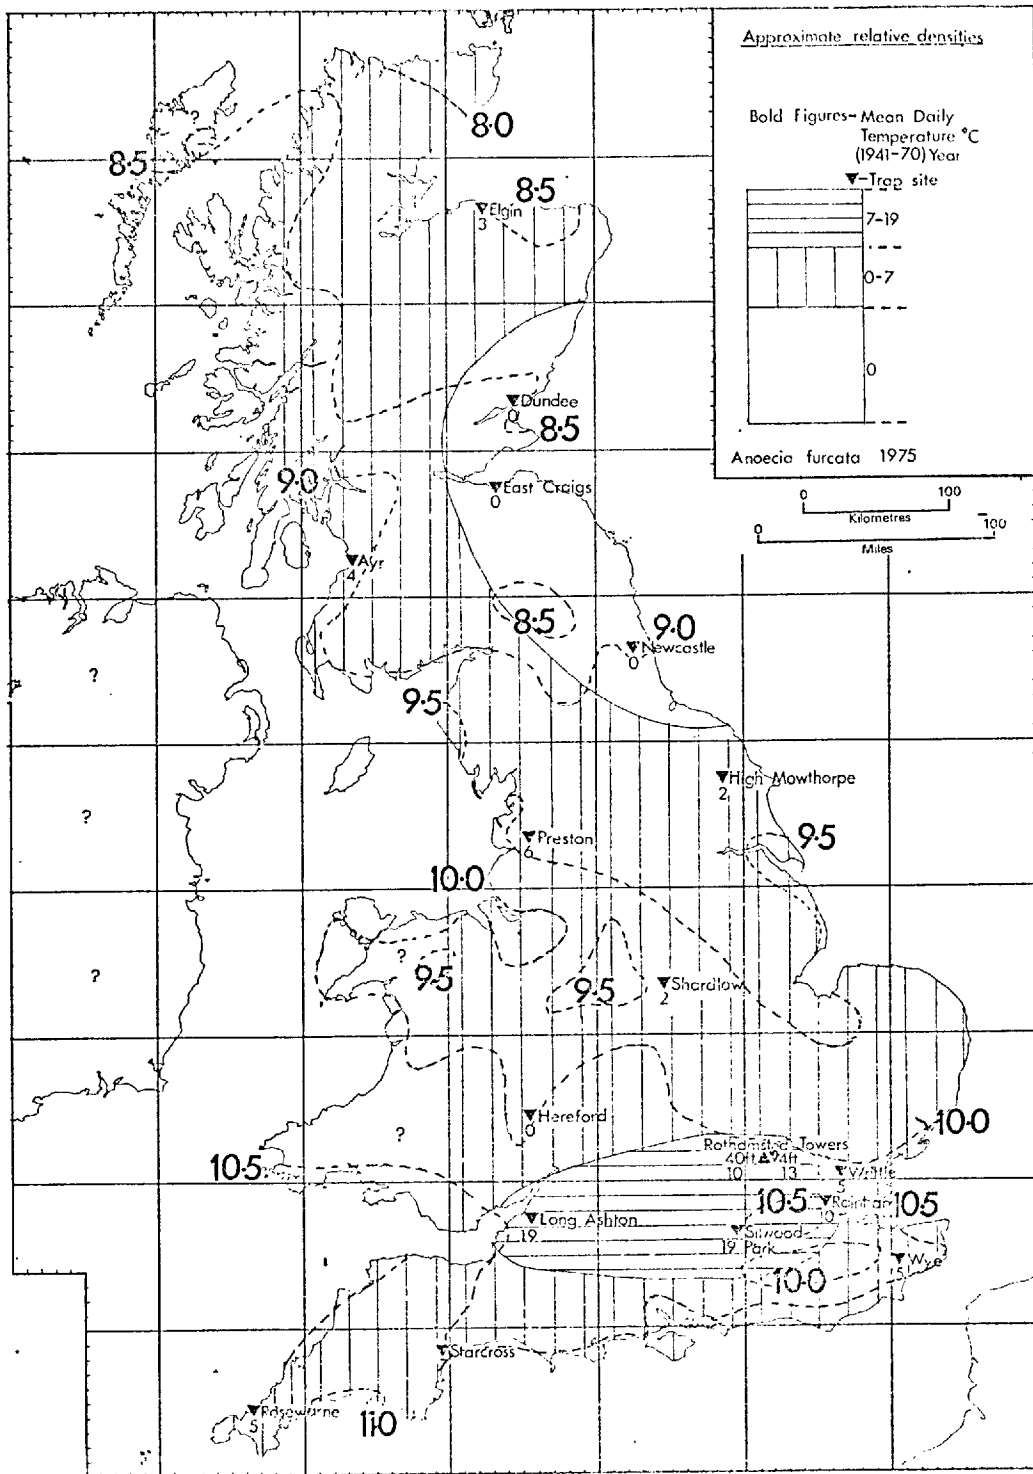 Approximate relative densities
Bold Figures- Mean Daily
Temperature °C
(1941-70) Year
▼-Trap site
7-19
0-7
0
Anoecia furcata 1975
0 100
Kilometres
0 100
Miles
8·0
8·5
?
8·5
Elgin
3
Dundee
0
8·5
9·0
East Craigs
0
Ayr
4
8·5
9·0
Newcastle
0
?
9·5
High Mowthorpe
2
?
Preston
6
9·5
10·0
?
9·5
?
9·5
Shardlow
2
Hereford
0
?
10·0
Rothamsted Towers
40ft 4ft
10 13
10·5
Writtle
5
10·5
Rainham
10
10·5
Long Ashton
19
Silwood
Park
19
Wye
5
10·0
Starcross
Rosewarne
5
11·0